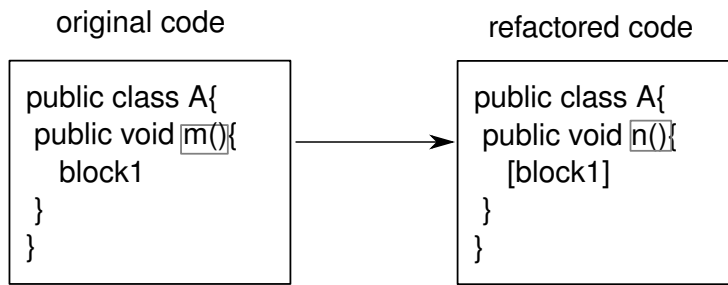 original code
public class A{
public void m(){
block1
}
}
refactored code
public class A{
public void n(){
[block1]
}
}